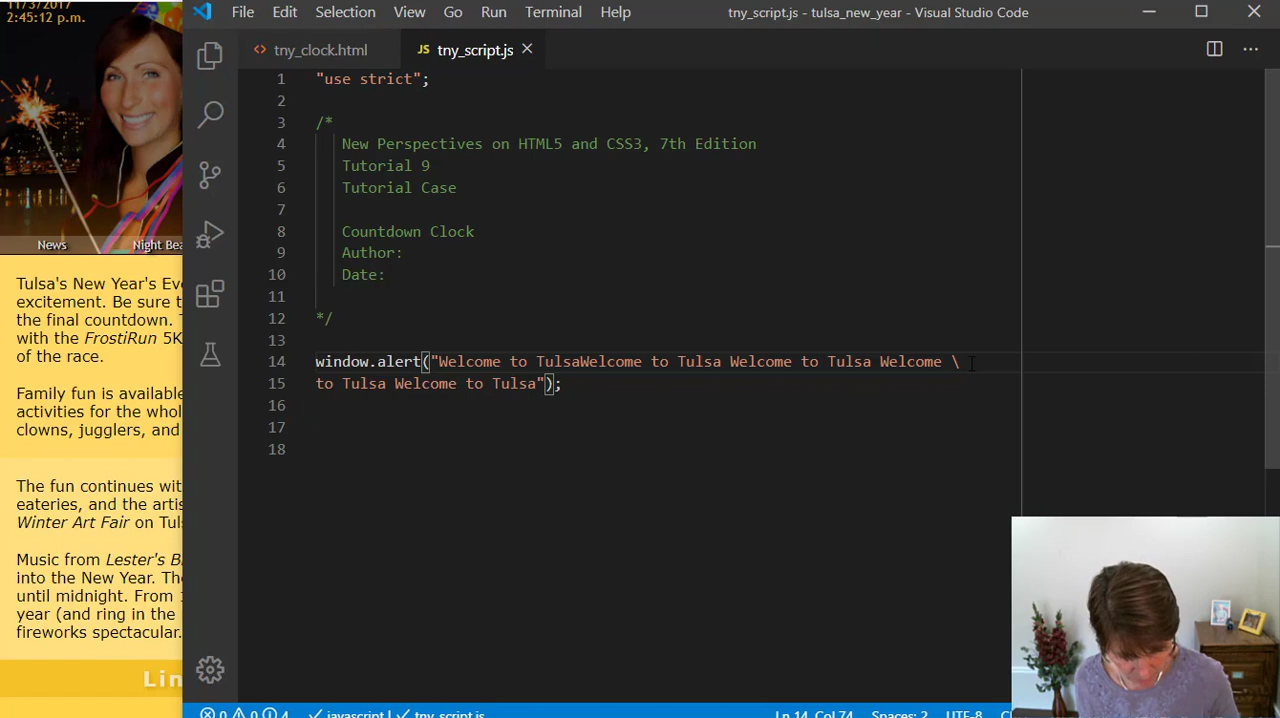 11/3/2017
2:45:12 p.m.
News Night Bea
Tulsa's New Year's Eve
excitement. Be sure t
the final countdown. T
with the FrostiRun 5K
of the race.
Family fun is available
activities for the whol
clowns, jugglers, and
The fun continues wit
eateries, and the artis
Winter Art Fair on Tul
Music from Lester's B
into the New Year. The
until midnight. From
year (and ring in the
fireworks spectacular.
Lin
File Edit Selection View Go Run Terminal Help tny_script.js - tulsa_new_year - Visual Studio Code
<> tny_clock.html JS tny_script.js
1 "use strict";
2
3 /*
4 New Perspectives on HTML5 and CSS3, 7th Edition
5 Tutorial 9
6 Tutorial Case
7
8 Countdown Clock
9 Author:
10 Date:
11
12 */
13
14 window.alert("Welcome to TulsaWelcome to Tulsa Welcome to Tulsa Welcome \
15 to Tulsa Welcome to Tulsa");
16
17
18
0 0 4 javascript | tny_script.js Ln 14, Col 74 Spaces: 2 UTF-8